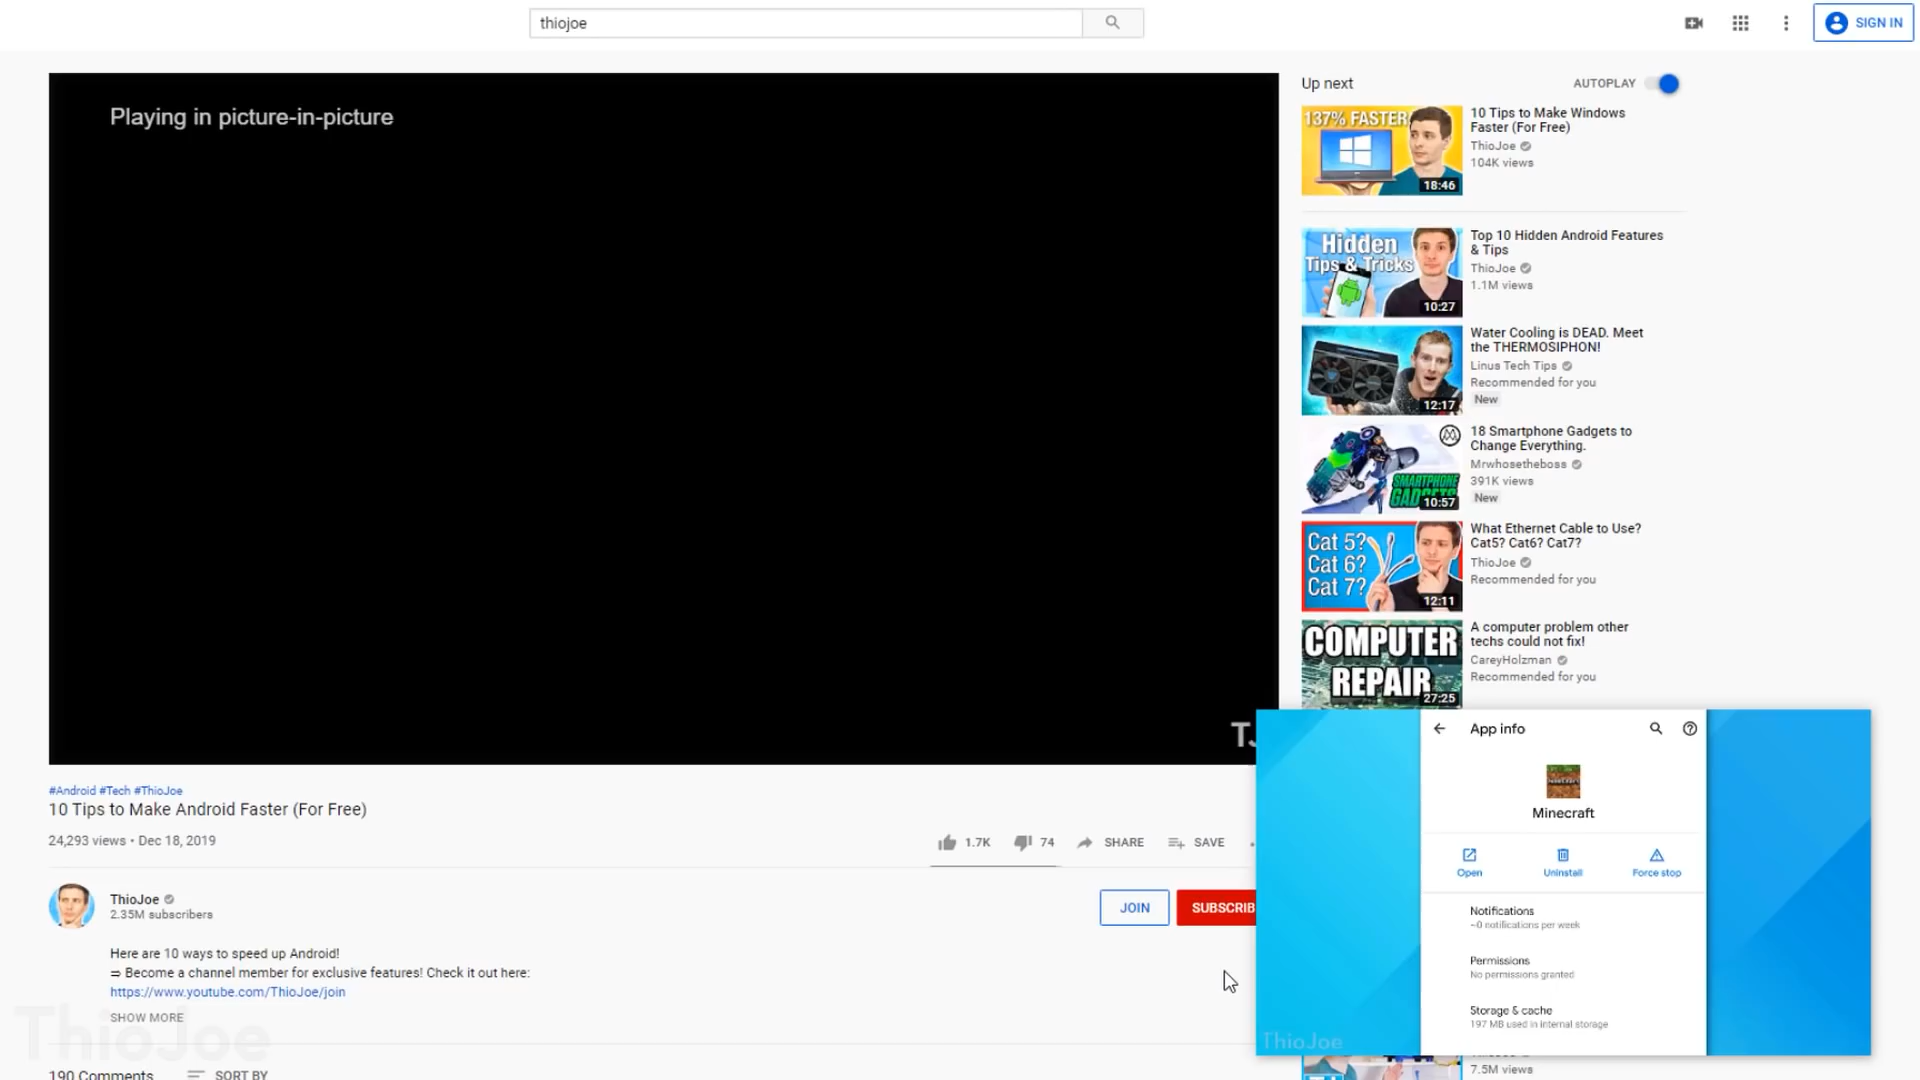 thiojoe
SIGN IN
Playing in picture-in-picture
TJ
#Android #Tech #ThioJoe
10 Tips to Make Android Faster (For Free)
24,293 views • Dec 18, 2019
1.7K
74
SHARE
SAVE
ThioJoe
2.35M subscribers
JOIN
SUBSCRIB
Here are 10 ways to speed up Android!
⇒ Become a channel member for exclusive features! Check it out here:
https://www.youtube.com/ThioJoe/join
SHOW MORE
ThioJoe
190 Comments
SORT BY
Up next
AUTOPLAY
137% FASTER
18:46
10 Tips to Make Windows
Faster (For Free)
ThioJoe
104K views
Hidden
Tips & Tricks
10:27
Top 10 Hidden Android Features
& Tips
ThioJoe
1.1M views
12:17
Water Cooling is DEAD. Meet
the THERMOSIPHON!
Linus Tech Tips
Recommended for you
New
SMARTPHONE
GADGETS
10:57
18 Smartphone Gadgets to
Change Everything.
Mrwhosetheboss
391K views
New
Cat 5?
Cat 6?
Cat 7?
12:11
What Ethernet Cable to Use?
Cat5? Cat6? Cat7?
ThioJoe
Recommended for you
COMPUTER
REPAIR
27:25
A computer problem other
techs could not fix!
CareyHolzman
Recommended for you
App info
Minecraft
Open
Uninstall
Force stop
Notifications
~0 notifications per week
Permissions
No permissions granted
Storage & cache
197 MB used in internal storage
ThioJoe
7.5M views